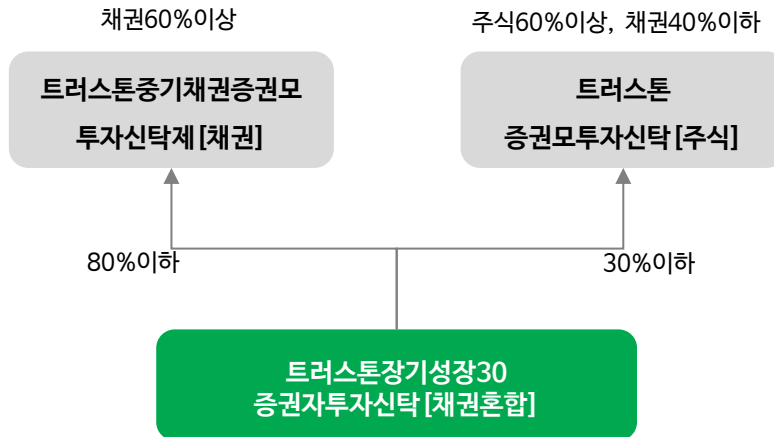 채권60%이상
주식60%이상, 채권40%이하
트러스톤중기채권증권모
투자신탁제[채권]
트러스톤
증권모투자신탁[주식]
80%이하
30%이하
트러스톤장기성장30
증권자투자신탁[채권혼합]